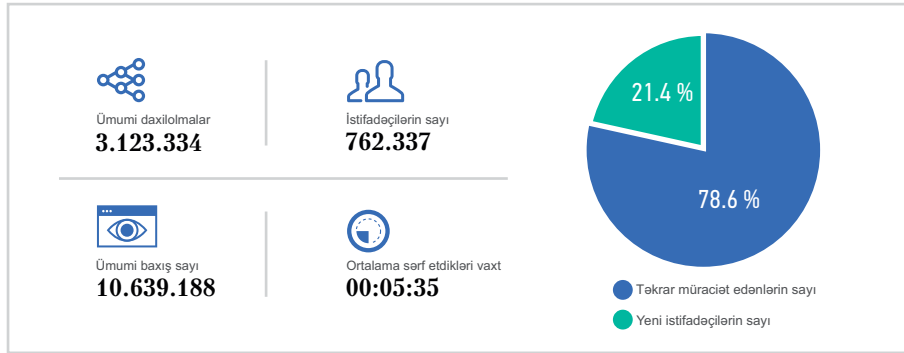 Ümumi daxilolmalar
3.123.334
İstifadəçilərin sayı
762.337
Ümumi baxış sayı
10.639.188
Ortalama sərf etdikləri vaxt
00:05:35
21.4 %
78.6 %
Təkrar müraciət edənlərin sayı
Yeni istifadəçilərin sayı